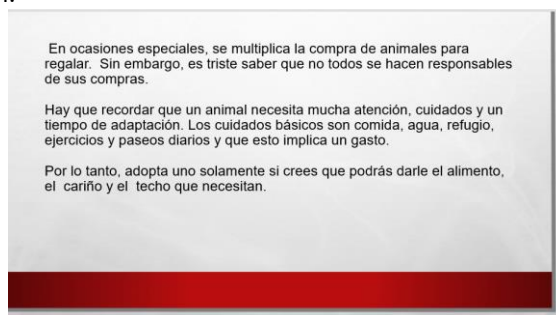 En ocasiones especiales, se multiplica la compra de animales para
regalar. Sin embargo, es triste saber que no todos se hacen responsables
de sus compras.
Hay que recordar que un animal necesita mucha atención, cuidados y un
tiempo de adaptación. Los cuidados básicos son comida, agua, refugio,
ejercicios y paseos diarios y que esto implica un gasto.
Por lo tanto, adopta uno solamente si crees que podrás darle el alimento,
el cariño y el techo que necesitan.